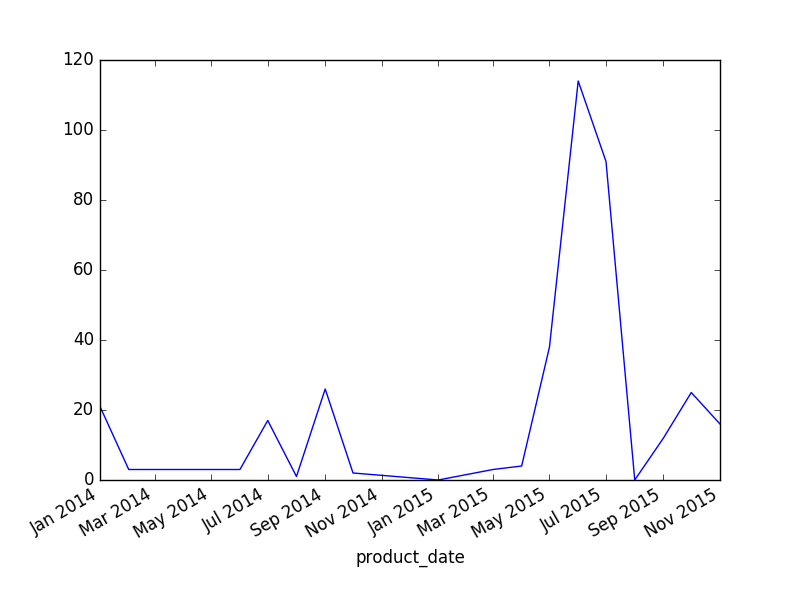 120
100
80
60
40
20
0
Jan 2014
Mar 2014
May 2014
Jul 2014
Sep 2014
Nov 2014
Jan 2015
Mar 2015
May 2015
Jul 2015
Sep 2015
Nov 2015
product_date